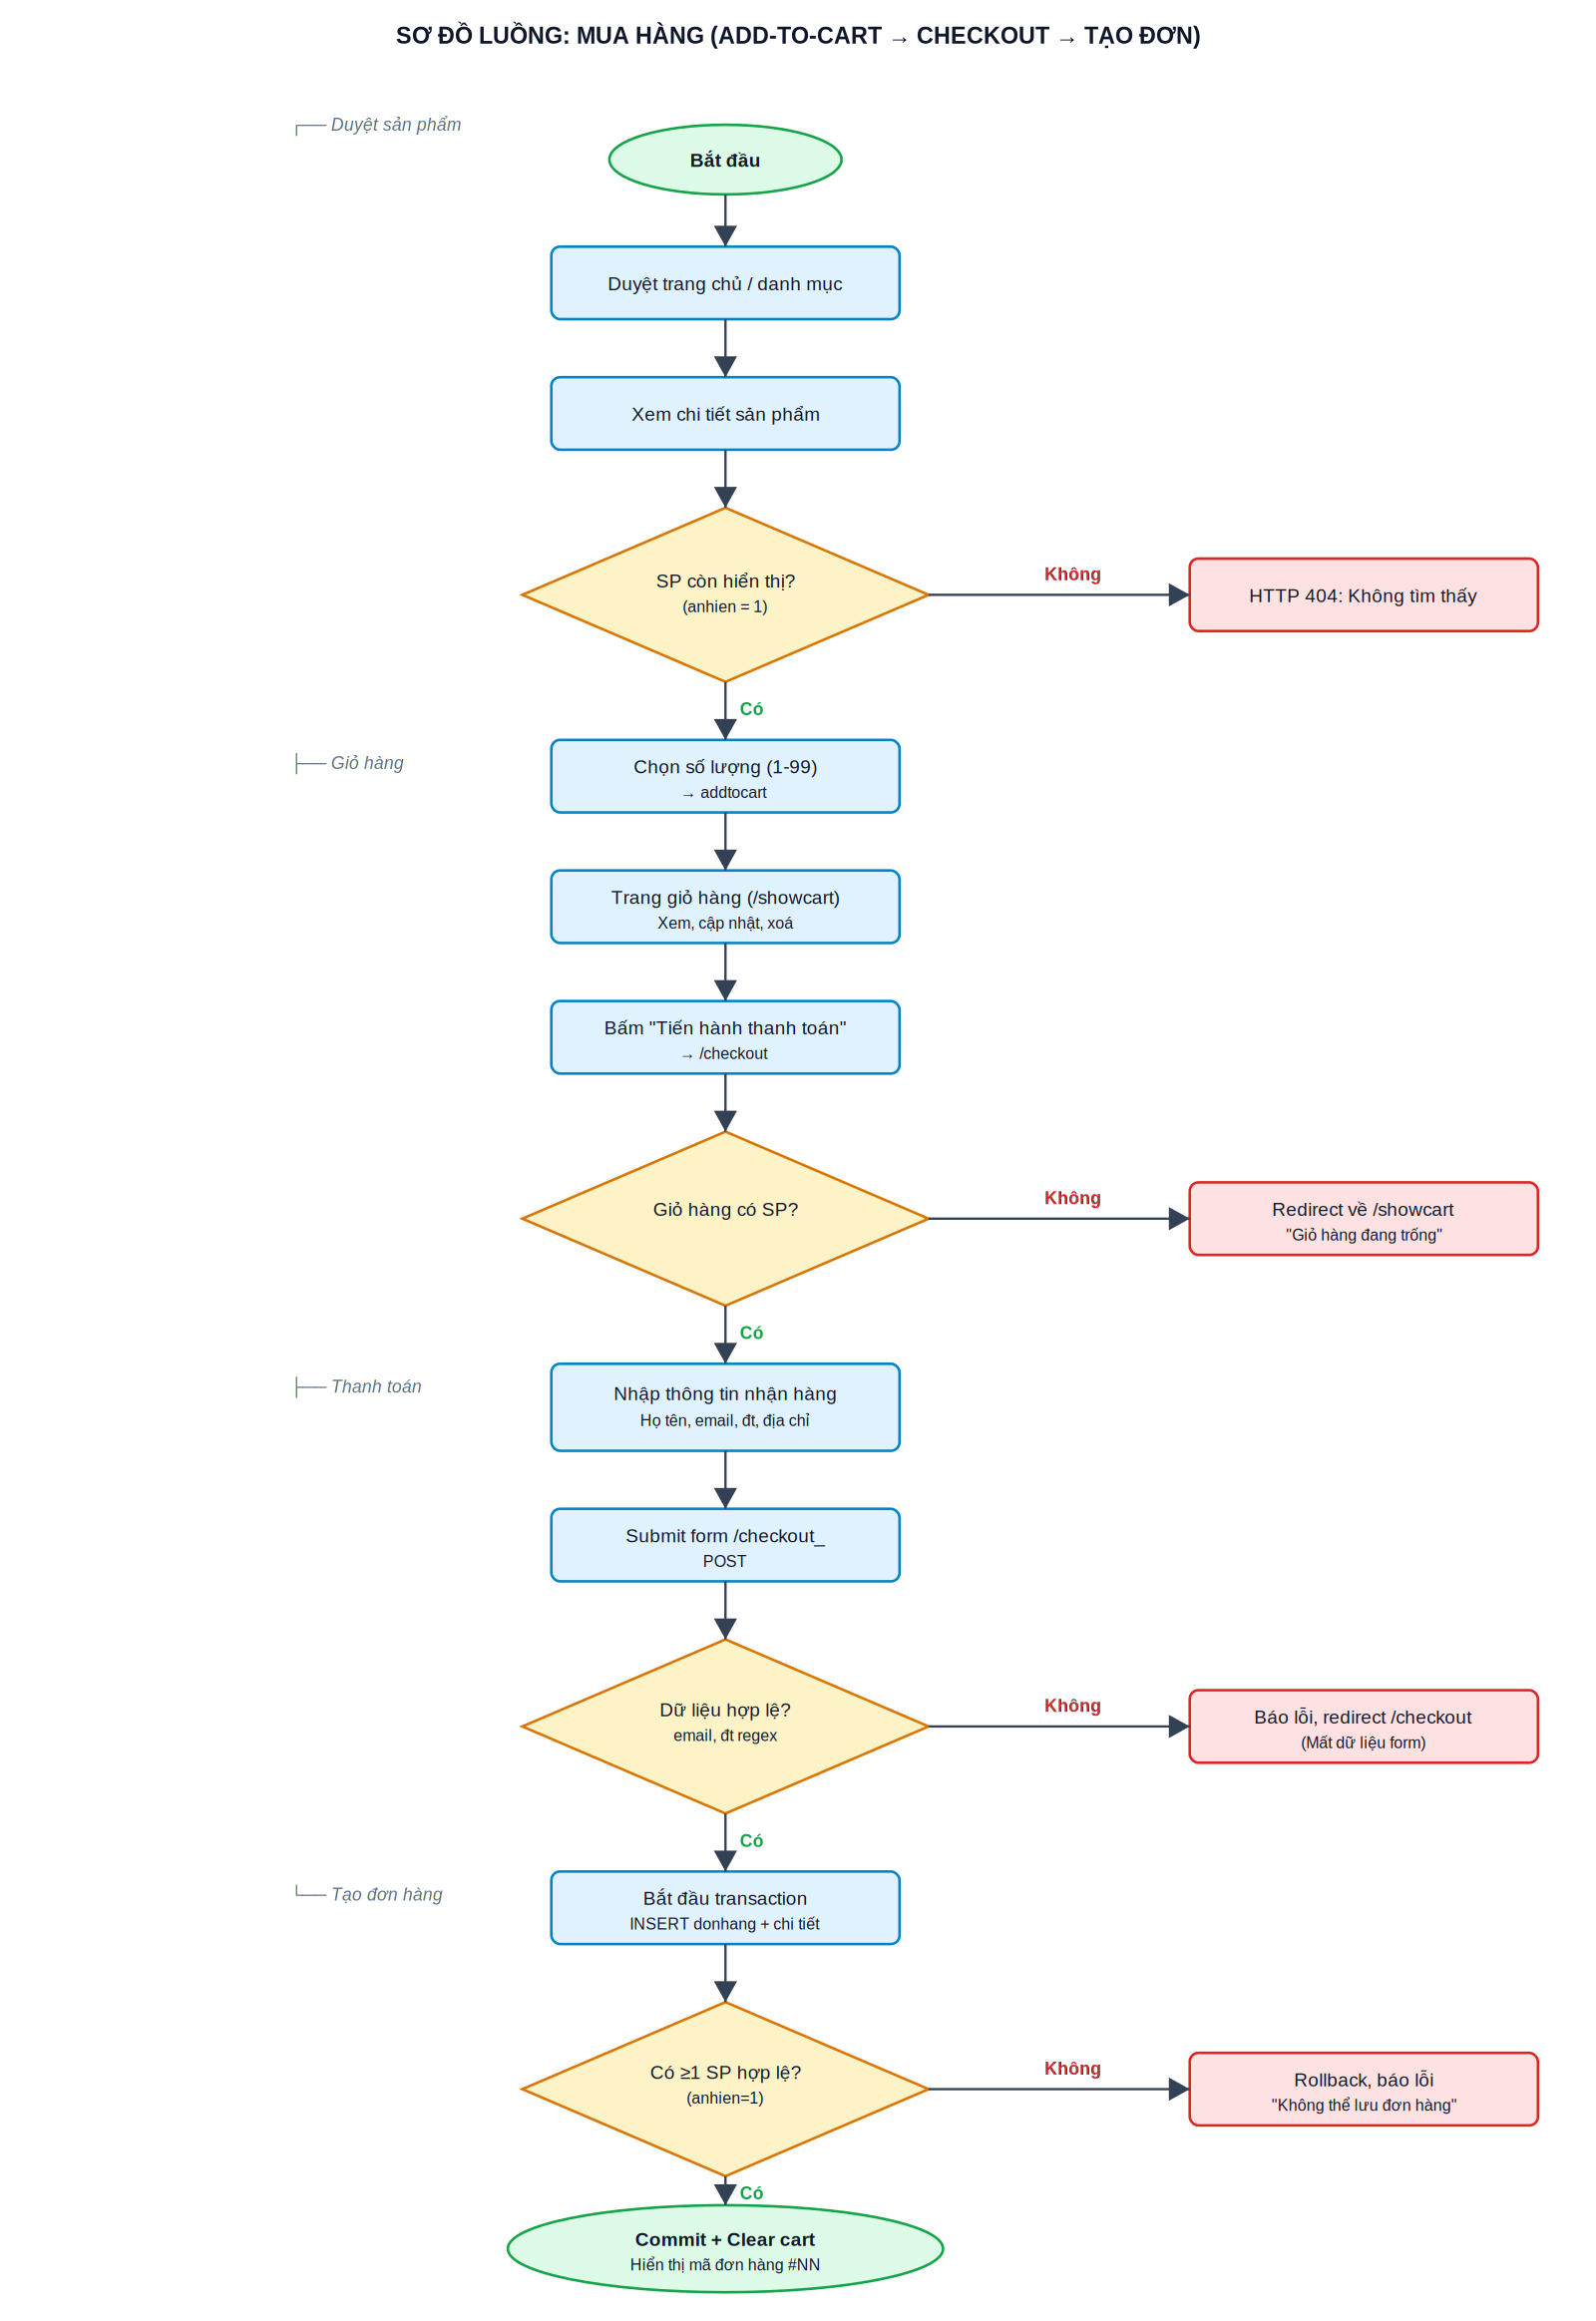 SƠ ĐỒ LUỒNG: MUA HÀNG (ADD-TO-CART → CHECKOUT → TẠO ĐƠN)
Duyệt sản phẩm
Bắt đầu
Duyệt trang chủ / danh mục
Xem chi tiết sản phẩm
SP còn hiển thị?
(anhien = 1)
Không
HTTP 404: Không tìm thấy
Có
Giỏ hàng
Chọn số lượng (1-99)
→ addtocart
Trang giỏ hàng (/showcart)
Xem, cập nhật, xoá
Bấm "Tiến hành thanh toán"
→ /checkout
Giỏ hàng có SP?
Không
Redirect về /showcart
"Giỏ hàng đang trống"
Có
Thanh toán
Nhập thông tin nhận hàng
Họ tên, email, đt, địa chỉ
Submit form /checkout_
POST
Dữ liệu hợp lệ?
email, đt regex
Không
Báo lỗi, redirect /checkout
(Mất dữ liệu form)
Có
Tạo đơn hàng
Bắt đầu transaction
INSERT donhang + chi tiết
Có ≥1 SP hợp lệ?
(anhien=1)
Không
Rollback, báo lỗi
"Không thể lưu đơn hàng"
Có
Commit + Clear cart
Hiển thị mã đơn hàng #NN